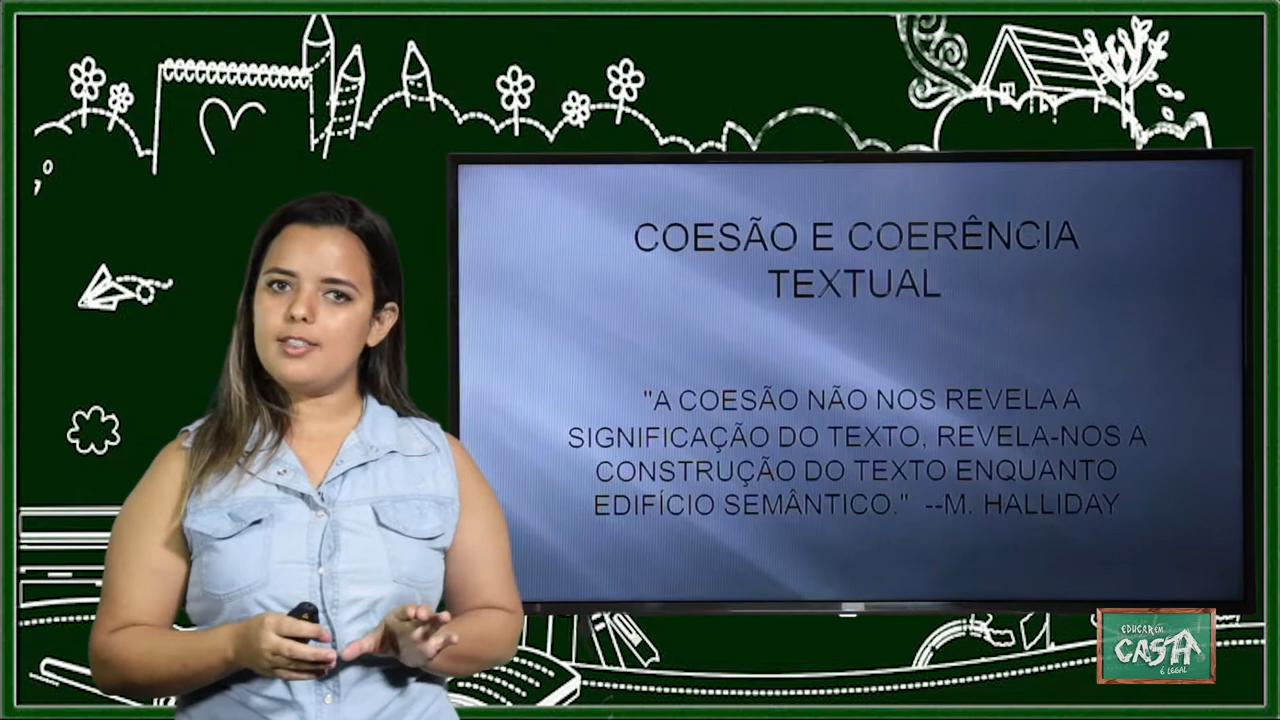 COESÃO E COERÊNCIA
TEXTUAL
"A COESÃO NÃO NOS REVELA A
SIGNIFICAÇÃO DO TEXTO, REVELA-NOS A
CONSTRUÇÃO DO TEXTO ENQUANTO
EDIFÍCIO SEMÂNTICO." --M. HALLIDAY
EDUCAR EM
CASA
É LEGAL